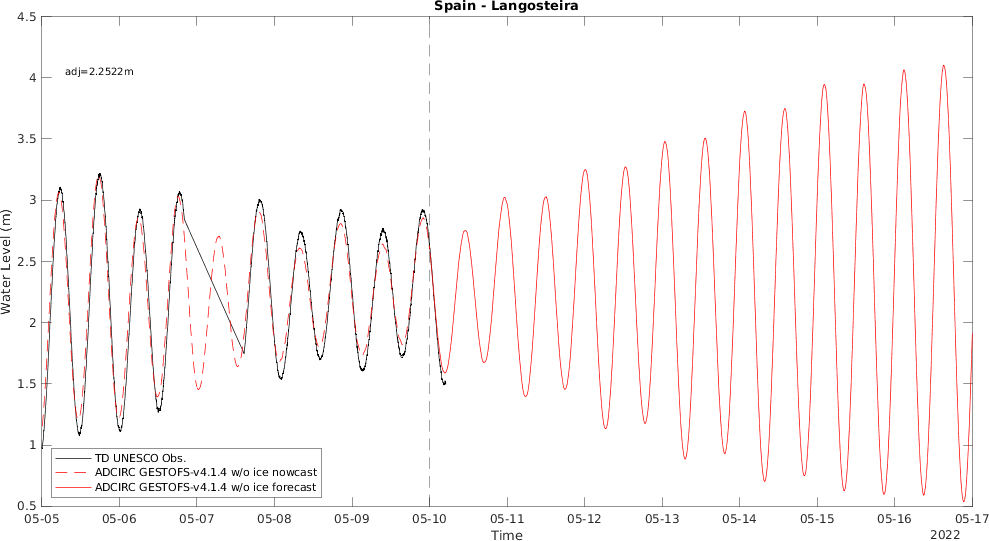 Spain - Langosteira
4.5
4
3.5
3
2.5
2
1.5
1
0.5
Water Level (m)
adj=2.2522m
TD UNESCO Obs.
ADCIRC GESTOFS-v4.1.4 w/o ice nowcast
ADCIRC GESTOFS-v4.1.4 w/o ice forecast
05-05 05-06 05-07 05-08 05-09 05-10 05-11 05-12 05-13 05-14 05-15 05-16 05-17
Time
2022